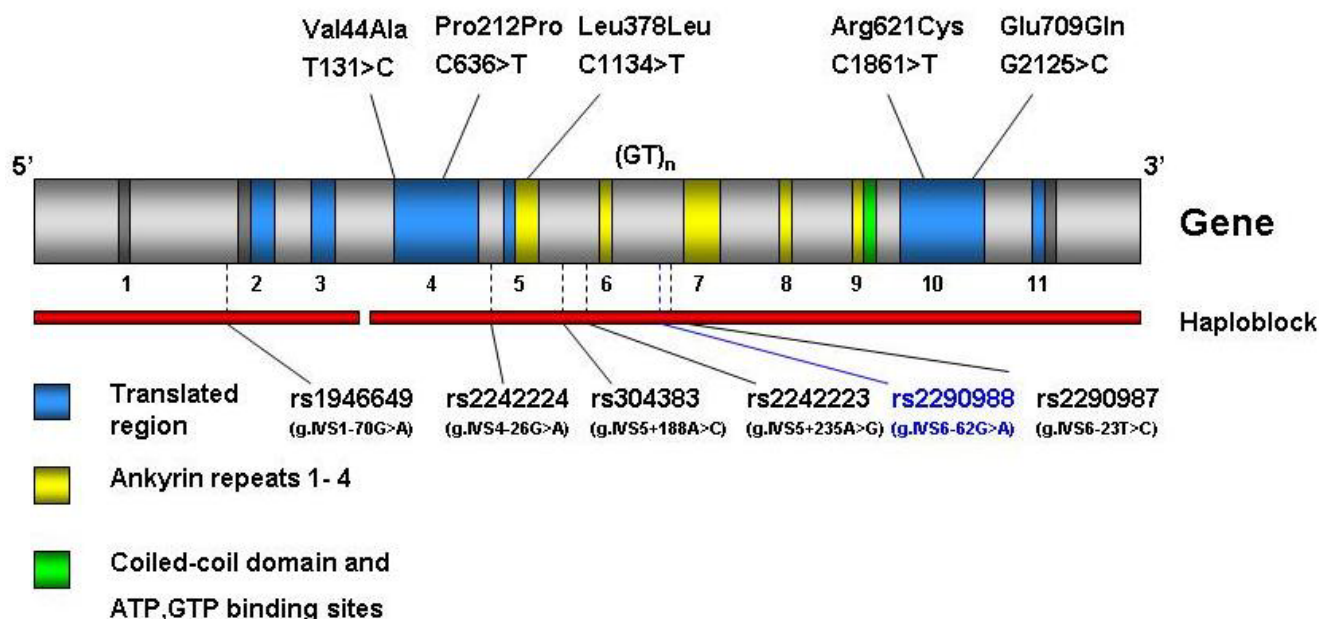 Val44Ala Pro212Pro Leu378Leu Arg621Cys Glu709Gln
T131>C C636>T C1134>T C1861>T G2125>C
(GT)n
5’ 3’
Gene
1 2 3 4 5 6 7 8 9 10 11
Haploblock
Translated region
rs1946649 rs2242224 rs304383 rs2242223 rs2290988 rs2290987
(g.IVS1-70G>A) (g.IVS4-26G>A) (g.IVS5+188A>C) (g.IVS5+235A>G) (g.IVS6-62G>A) (g.IVS6-23T>C)
Ankyrin repeats 1- 4
Coiled-coil domain and
ATP,GTP binding sites